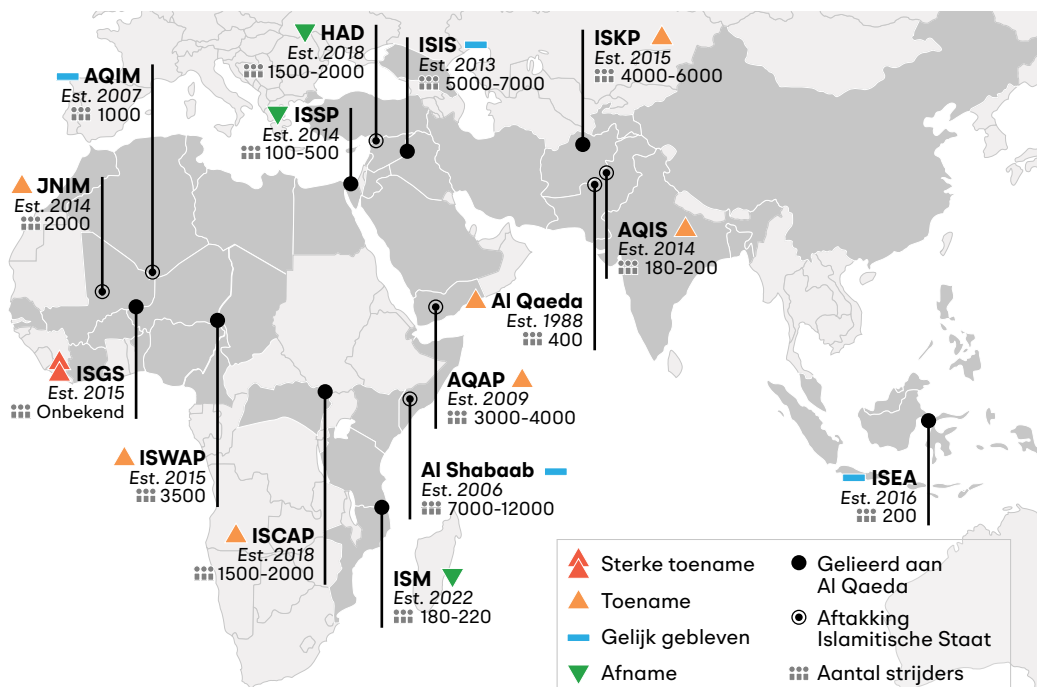 HAD
Est. 2018
1500-2000
ISIS
Est. 2013
5000-7000
ISKP
Est. 2015
4000-6000
AQIM
Est. 2007
1000
ISSP
Est. 2014
100-500
JNIM
Est. 2014
2000
AQIS
Est. 2014
180-200
Al Qaeda
Est. 1988
400
ISGS
Est. 2015
Onbekend
AQAP
Est. 2009
3000-4000
ISWAP
Est. 2015
3500
Al Shabaab
Est. 2006
7000-12000
ISEA
Est. 2016
200
ISCAP
Est. 2018
1500-2000
ISM
Est. 2022
180-220
Sterke toename
Toename
Gelijk gebleven
Afname
Gelieerd aan
Al Qaeda
Aftakking
Islamitische Staat
Aantal strijders